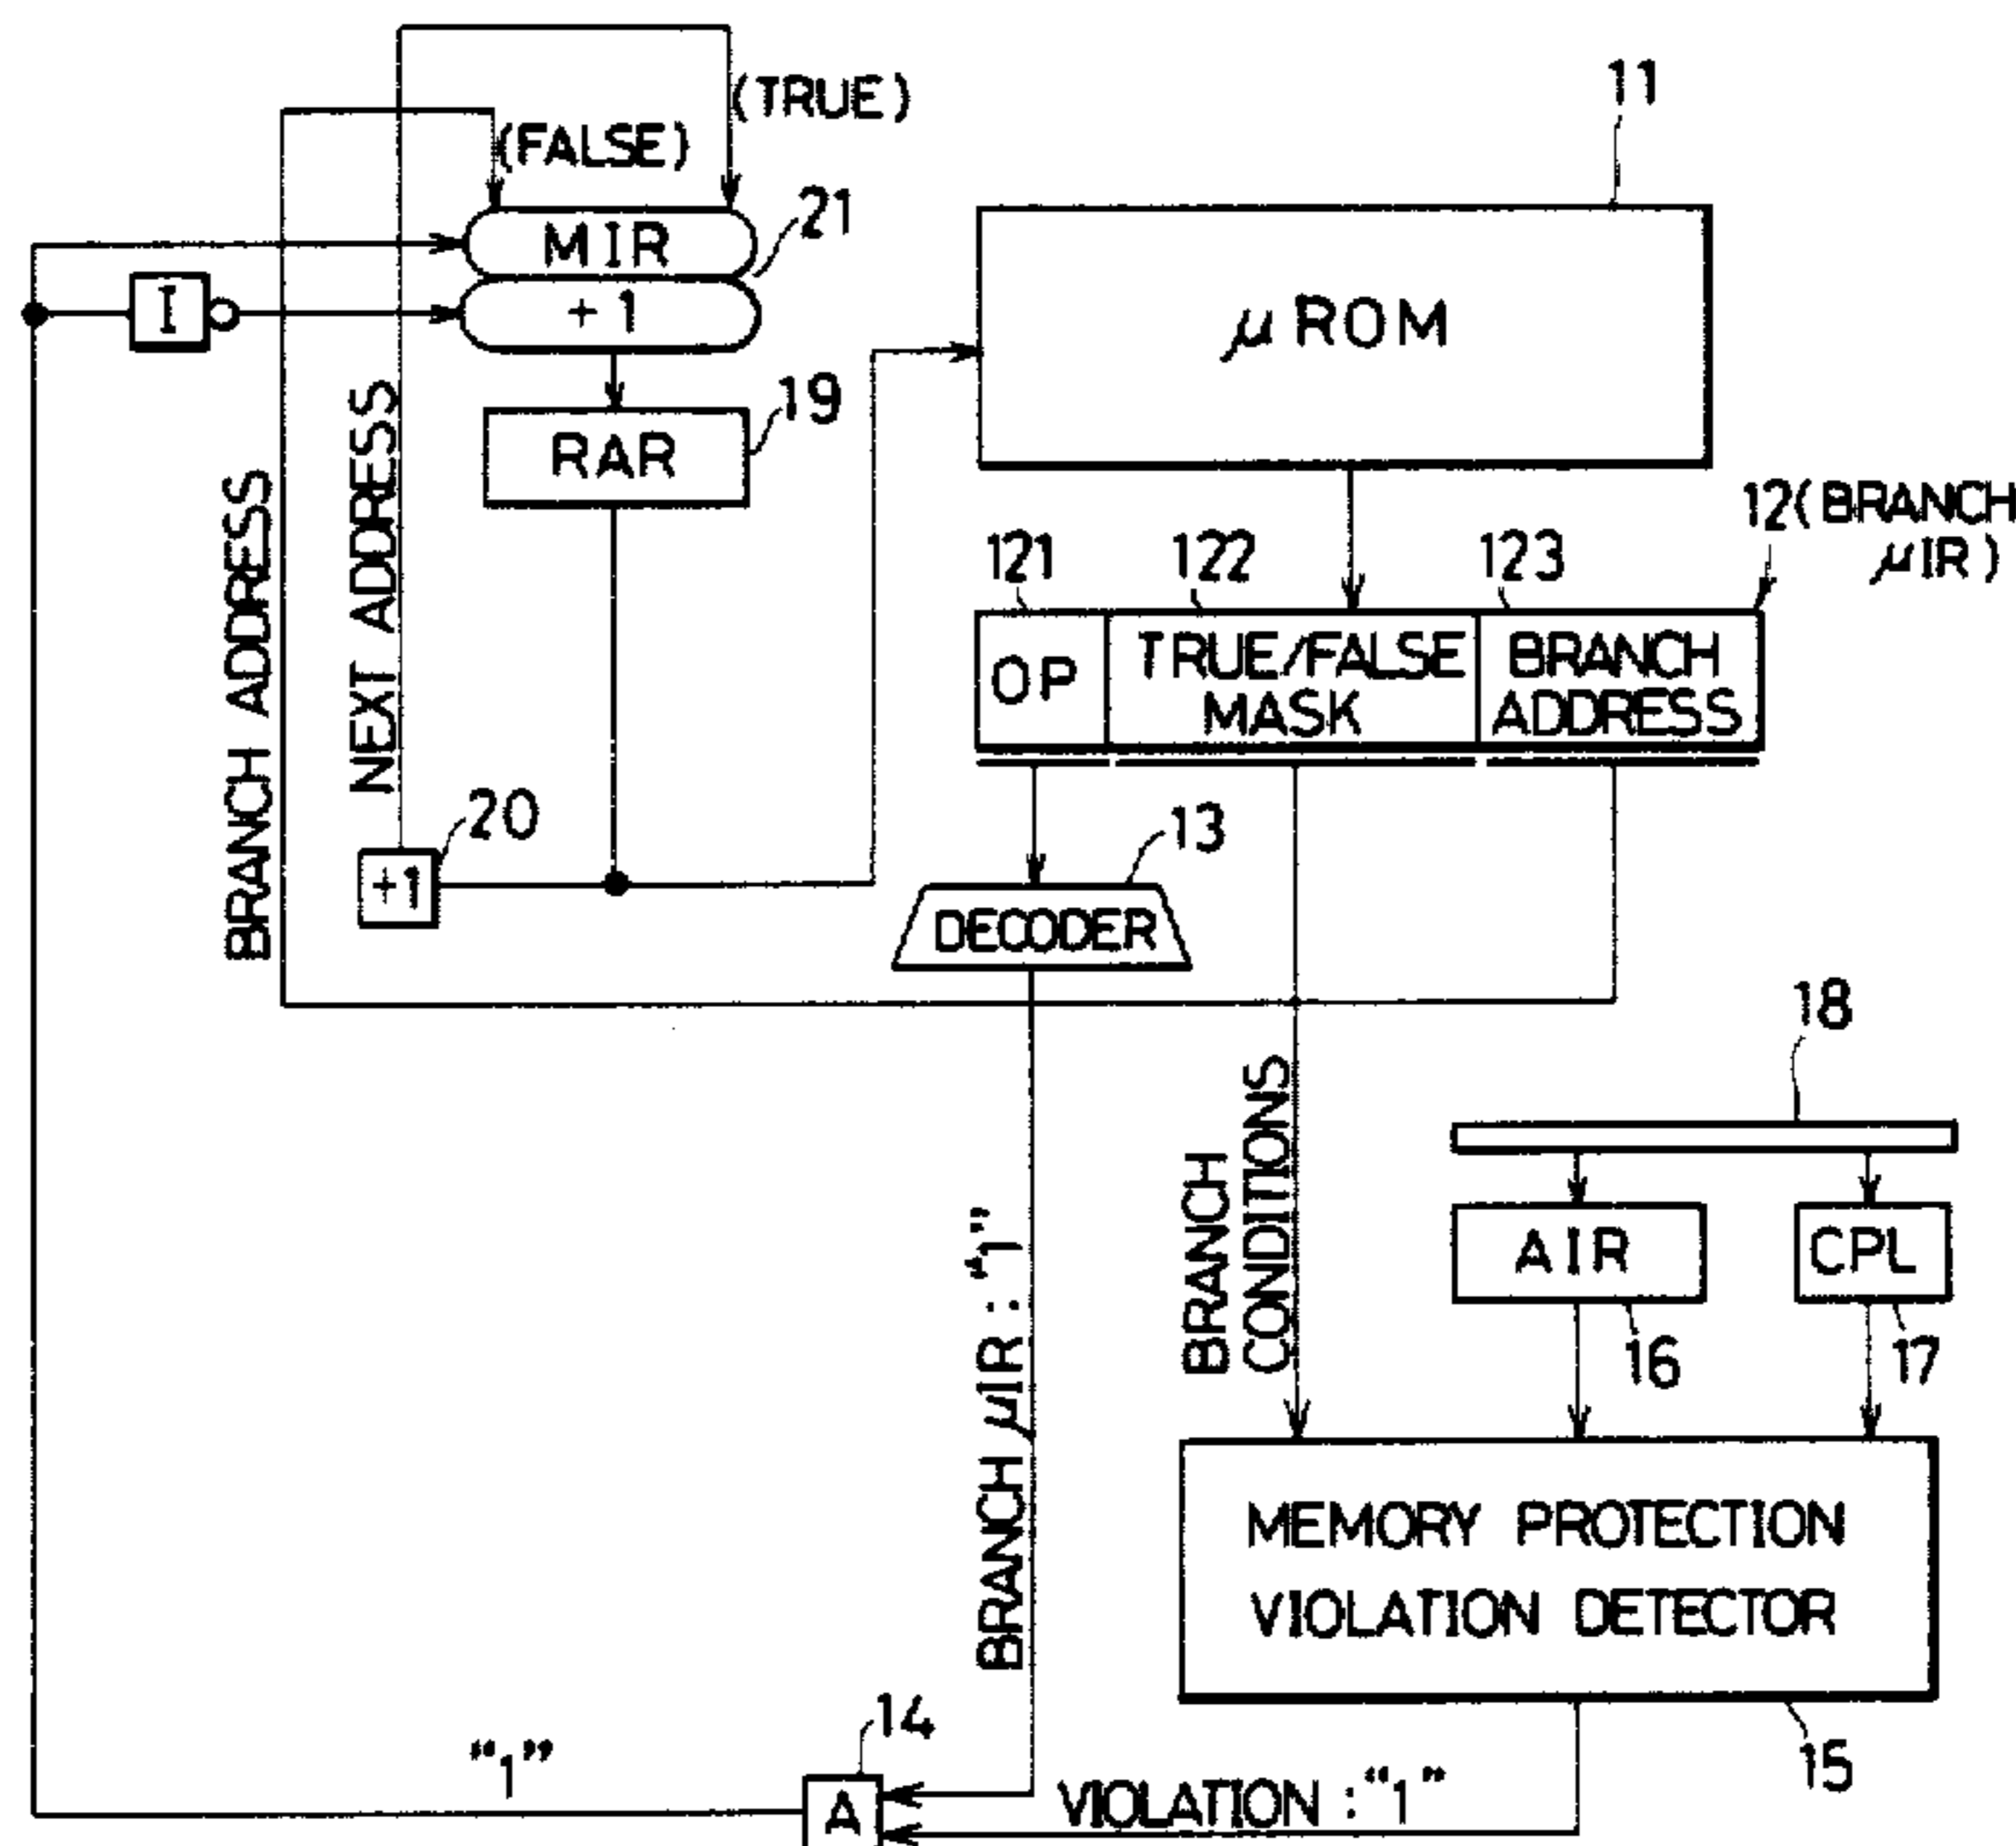 (TRUE)
(FALSE)
11
21
MIR
I
+1
μROM
19
RAR
BRANCH ADDRESS
NEXT ADDRESS
12(BRANCH
μIR)
121
122
123
OP
TRUE/FALSE
MASK
BRANCH
ADDRESS
20
+1
13
DECODER
18
BRANCH
CONDITIONS
AIR
CPL
16
17
BRANCH μIR : "1"
MEMORY PROTECTION
VIOLATION DETECTOR
15
14
"1"
A
VIOLATION : "1"